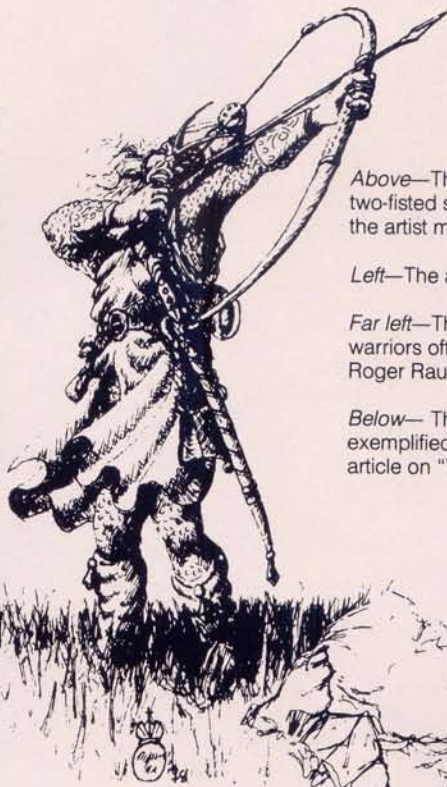 Above—Th
two-fisted s
the artist m
Left—The a
Far left—Th
warriors off
Roger Rau
Below— Th
exemplified
article on "